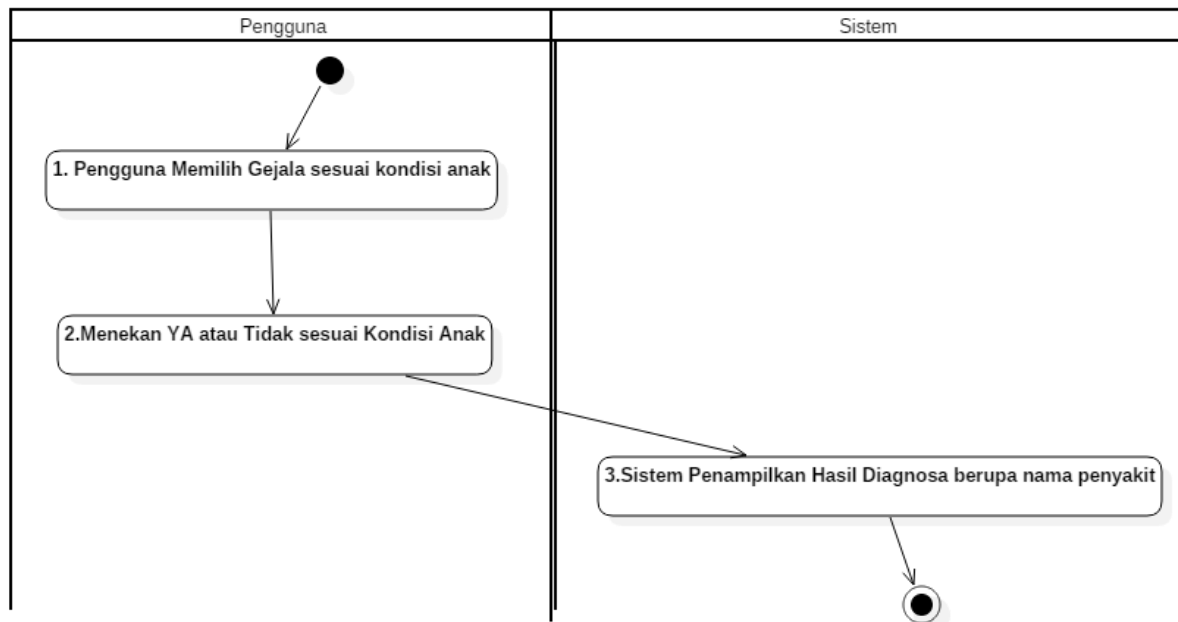 Pengguna
Sistem
1. Pengguna Memilih Gejala sesuai kondisi anak
2.Menekan YA atau Tidak sesuai Kondisi Anak
3.Sistem Penampilkan Hasil Diagnosa berupa nama penyakit